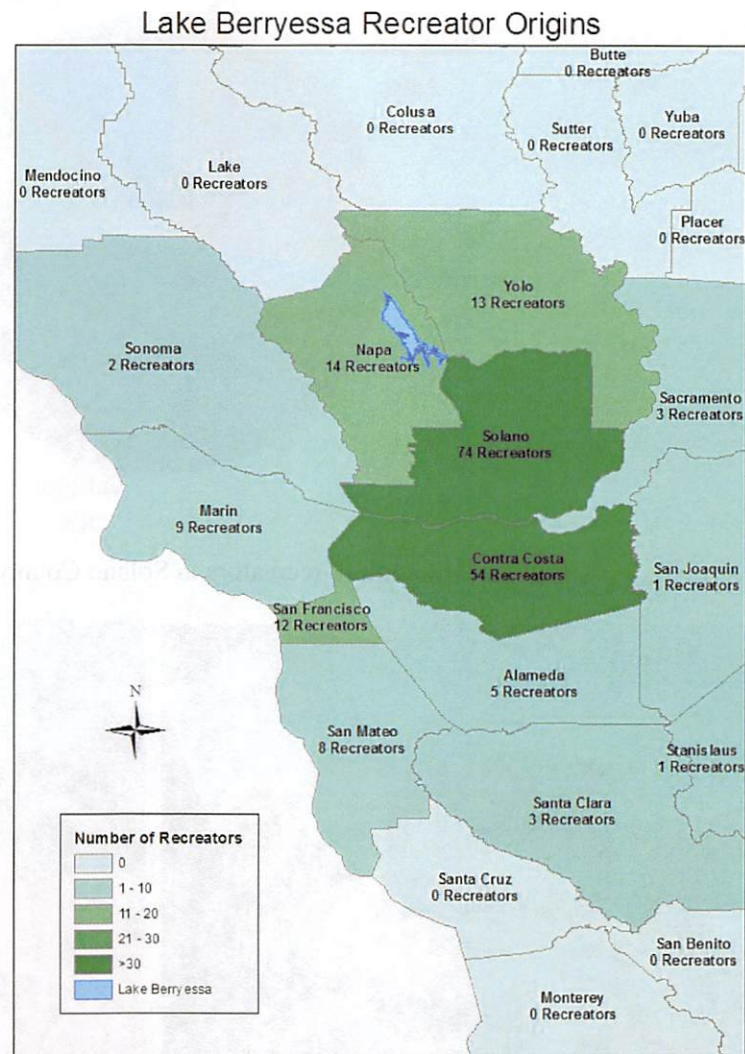 Lake Berryessa Recreator Origins
Butte
0 Recreators
Colusa
0 Recreators
Sutter
0 Recreators
Yuba
0 Recreators
Mendocino
0 Recreators
Lake
0 Recreators
Placer
0 Recreators
Yolo
13 Recreators
Sonoma
2 Recreators
Napa
14 Recreators
Sacramento
3 Recreators
Solano
74 Recreators
Marin
9 Recreators
Contra Costa
54 Recreators
San Joaquin
1 Recreators
San Francisco
12 Recreators
Alameda
5 Recreators
N
San Mateo
8 Recreators
Stanislaus
1 Recreators
Santa Clara
3 Recreators
Number of Recreators
0
1 - 10
11 - 20
21 - 30
>30
Lake Berryessa
Santa Cruz
0 Recreators
San Benito
0 Recreators
Monterey
0 Recreators